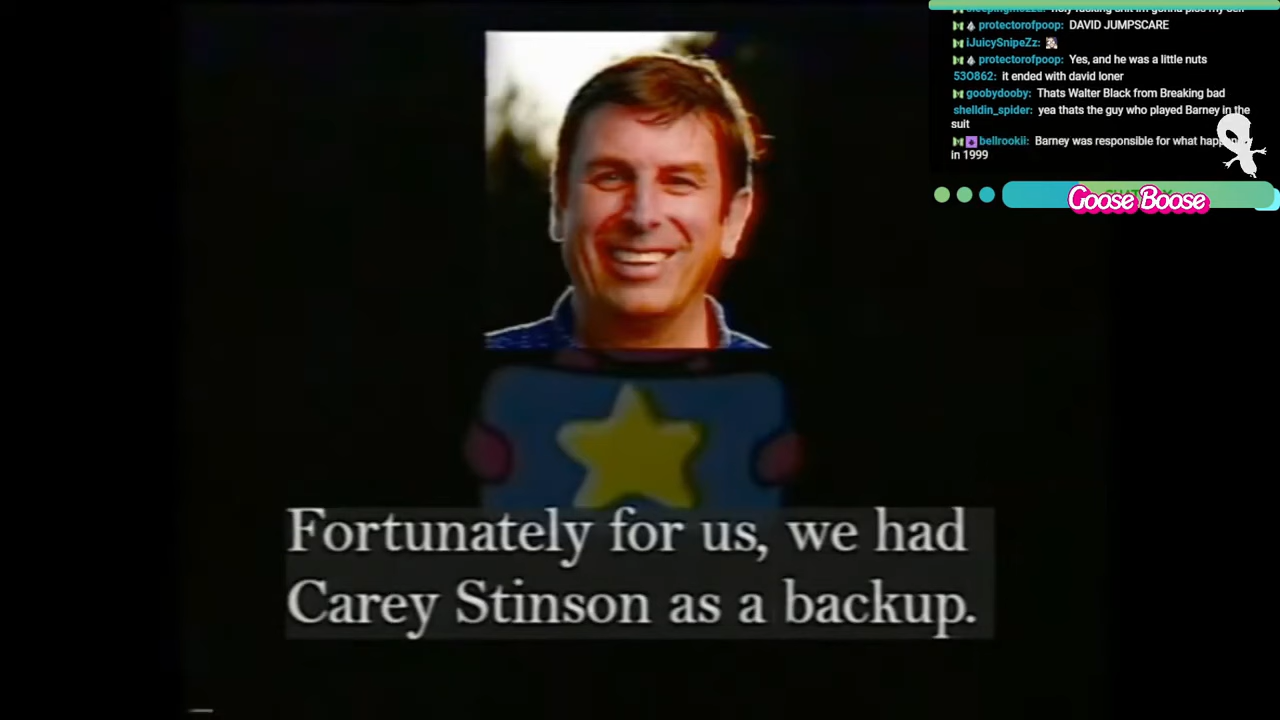 protectorofpoop: DAVID JUMPSCARE
iJuicySnipeZz:
protectorofpoop: Yes, and he was a little nuts
530862: it ended with david loner
goobydooby: Thats Walter Black from Breaking bad
shelldin_spider: yea thats the guy who played Barney in the
suit
bellrookii: Barney was responsible for what
in 1999
Goose Boose
Fortunately for us, we had
Carey Stinson as a backup.